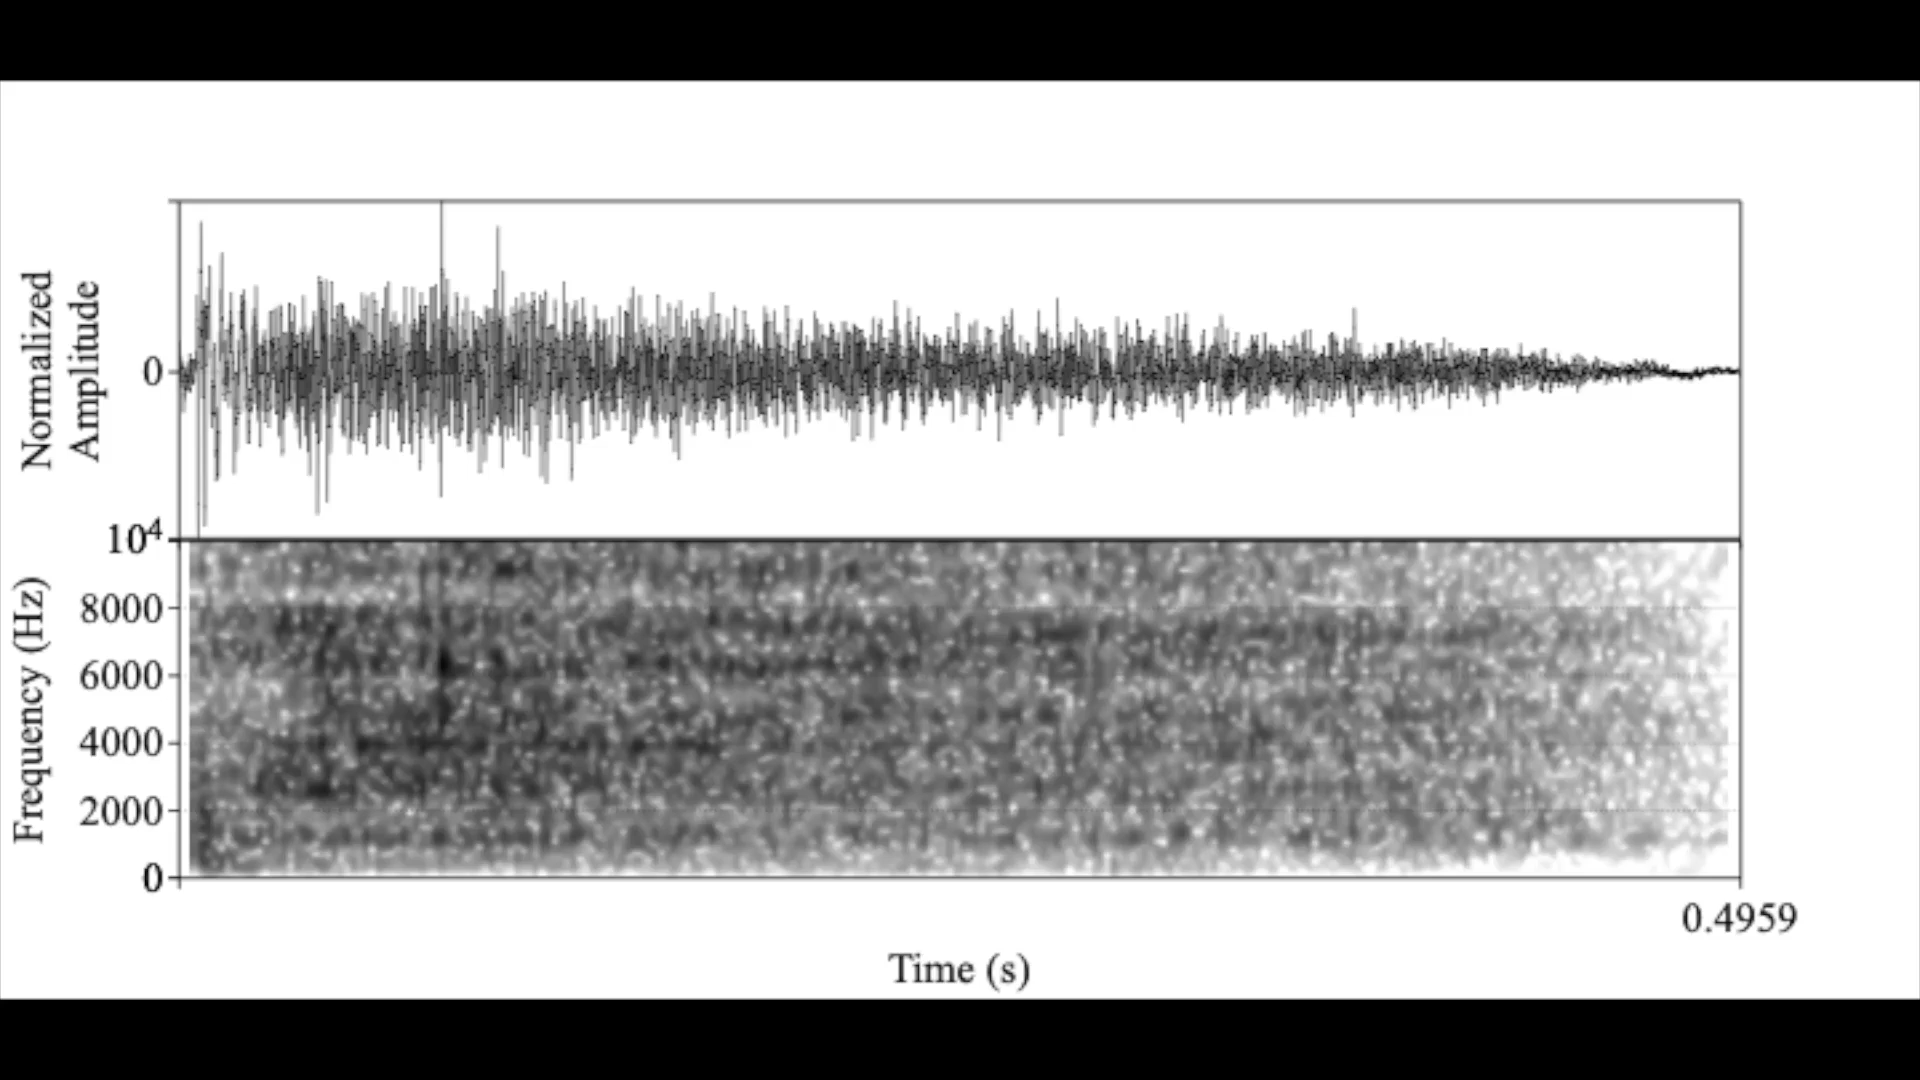 Normalized
Amplitude
0
10⁴
Frequency (Hz)
8000
6000
4000
2000
0
0.4959
Time (s)